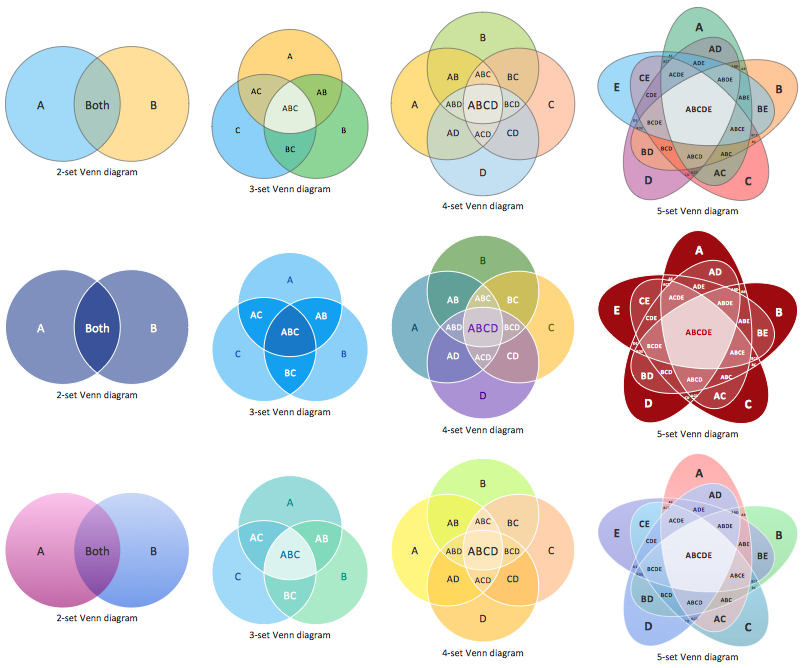 A Both B
2-set Venn diagram
A
AC AB
ABC
C B
BC
3-set Venn diagram
B
AB ABC BC
A ABD ABCD BCD C
AD ACD CD
D
4-set Venn diagram
A
AD
E CE ACDE ADE ABDE B
CDE ABE BE
ABCDE
BCDE ABCE
BD BCD ABCD ABC
D AC C
5-set Venn diagram
A Both B
2-set Venn diagram
A
AC AB
ABC
C B
BC
3-set Venn diagram
B
AB ABC BC
A ABD ABCD BCD C
AD ACD CD
D
4-set Venn diagram
A
AD
E CE ACDE ADE ABDE B
CDE ABE BE
ABCDE
BCDE ABCE
BD BCD ABCD ABC
D AC C
5-set Venn diagram
A Both B
2-set Venn diagram
A
AC AB
ABC
C B
BC
3-set Venn diagram
B
AB ABC BC
A ABD ABCD BCD C
AD ACD CD
D
4-set Venn diagram
A
AD
E CE ACDE ADE ABDE B
CDE ABE BE
ABCDE
BCDE ABCE
BD BCD ABCD ABC
D AC C
5-set Venn diagram